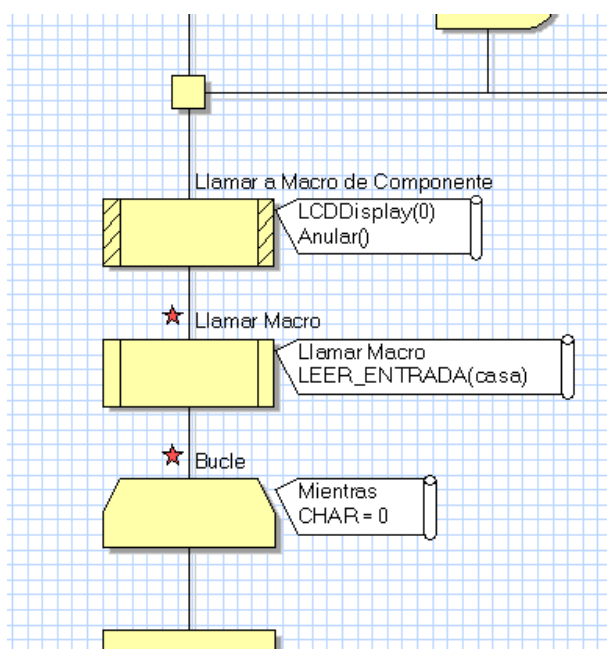 Llamar a Macro de Componente
LCDDisplay(0)
Anular()
Llamar Macro
Llamar Macro
LEER_ENTRADA(casa)
Bucle
Mientras
CHAR = 0